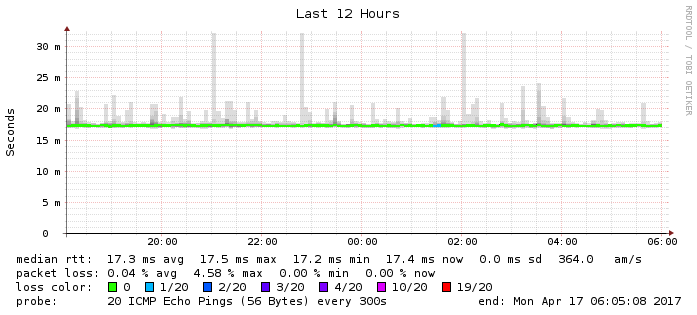 Last 12 Hours
RRDTOOL / TOBI OETIKER
Seconds
30 m
25 m
20 m
15 m
10 m
5 m
0
20:00 22:00 00:00 02:00 04:00 06:00
median rtt: 17.3 ms avg 17.5 ms max 17.2 ms min 17.4 ms now 0.0 ms sd 364.0 am/s
packet loss: 0.04 % avg 4.58 % max 0.00 % min 0.00 % now
loss color: 0 1/20 2/20 3/20 4/20 10/20 19/20
probe: 20 ICMP Echo Pings (56 Bytes) every 300s end: Mon Apr 17 06:05:08 2017